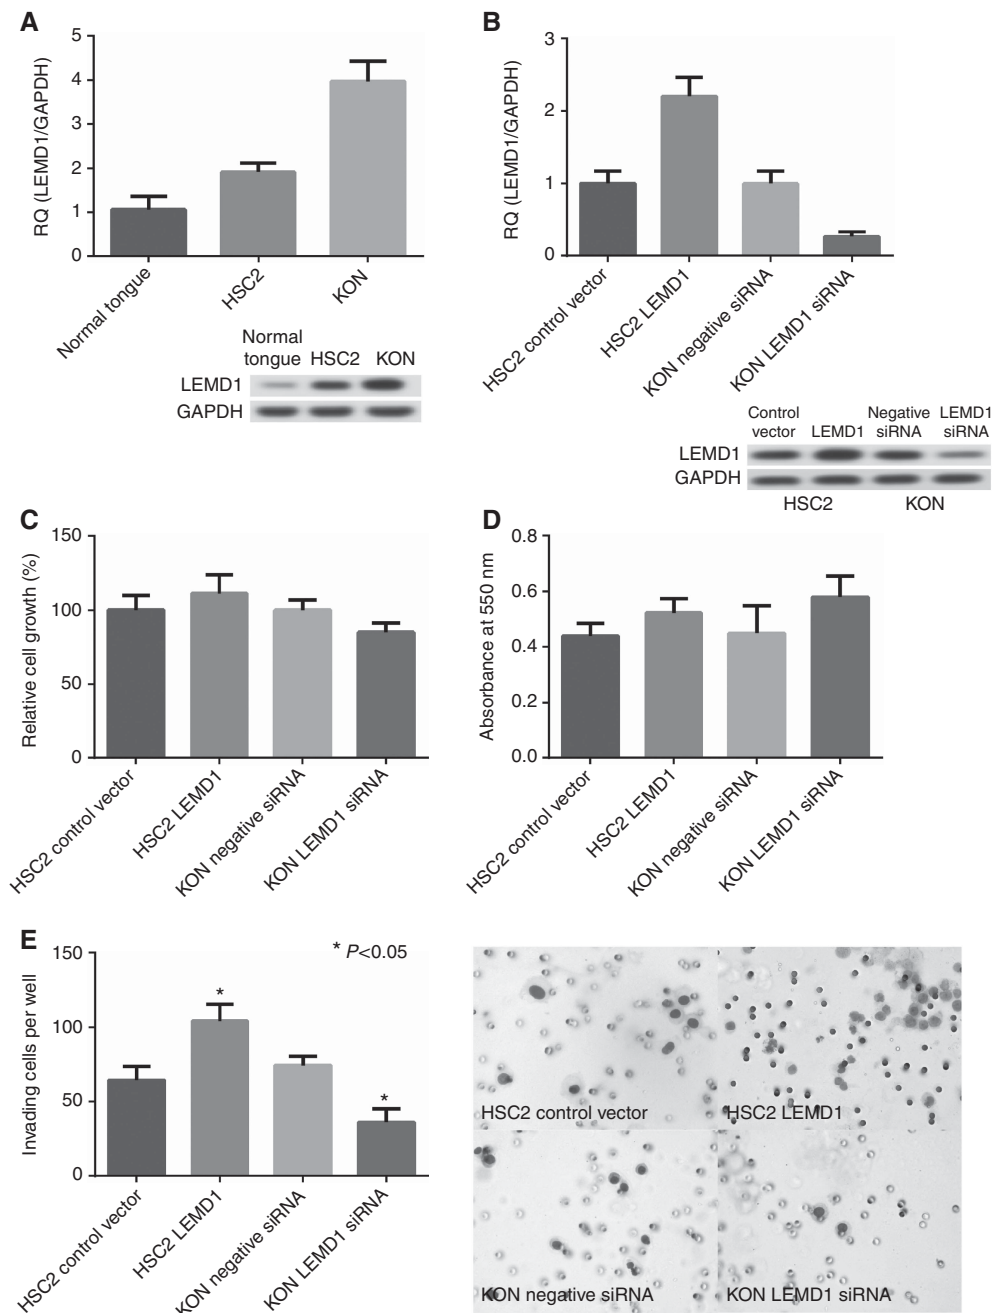 A
RQ (LEMD1/GAPDH)
5
4
3
2
1
0
Normal tongue
HSC2
KON
Normal
tongue HSC2 KON
LEMD1
GAPDH
B
RQ (LEMD1/GAPDH)
3
2
1
0
HSC2 control vector
HSC2 LEMD1
KON negative siRNA
KON LEMD1 siRNA
Control Negative LEMD1
vector LEMD1 siRNA siRNA
LEMD1
GAPDH
HSC2 KON
C
Relative cell growth (%)
150
100
50
0
HSC2 control vector
HSC2 LEMD1
KON negative siRNA
KON LEMD1 siRNA
D
Absorbance at 550 nm
0.8
0.6
0.4
0.2
0.0
HSC2 control vector
HSC2 LEMD1
KON negative siRNA
KON LEMD1 siRNA
E
Invading cells per well
150
100
50
0
* P<0.05
*
*
HSC2 control vector
HSC2 LEMD1
KON negative siRNA
KON LEMD1 siRNA
HSC2 control vector
HSC2 LEMD1
KON negative siRNA
KON LEMD1 siRNA